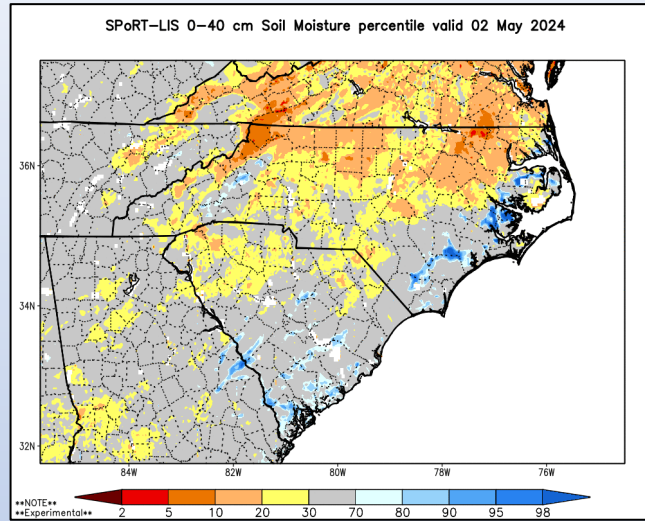 SPoRT-LIS 0-40 cm Soil Moisture percentile valid 02 May 2024
36N
34N
32N
84W 82W 80W 78W 76W
**NOTE**
**Experimental**
2 5 10 20 30 70 80 90 95 98